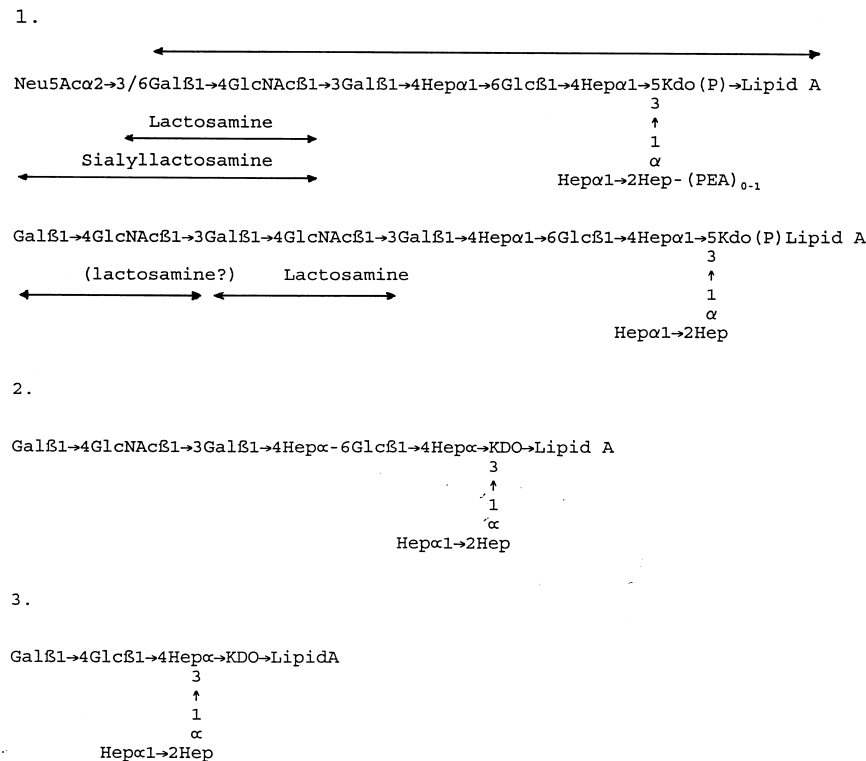 1.
Neu5Acα2→3/6Galß1→4GlcNAcß1→3Galß1→4Hepα1→6Glcß1→4Hepα1→5Kdo(P)→Lipid A
3
↑
Lactosamine
1
Sialyllactosamine
α
Hepα1→2Hep-(PEA)0-1
Galß1→4GlcNAcß1→3Galß1→4GlcNAcß1→3Galß1→4Hepα1→6Glcß1→4Hepα1→5Kdo(P)Lipid A
3
(lactosamine?) Lactosamine
↑
1
α
Hepα1→2Hep
2.
Galß1→4GlcNAcß1→3Galß1→4Hepα-6Glcß1→4Hepα→KDO→Lipid A
3
↑
1
α
Hepα1→2Hep
3.
Galß1→4Glcß1→4Hepα→KDO→LipidA
3
↑
1
α
Hepα1→2Hep